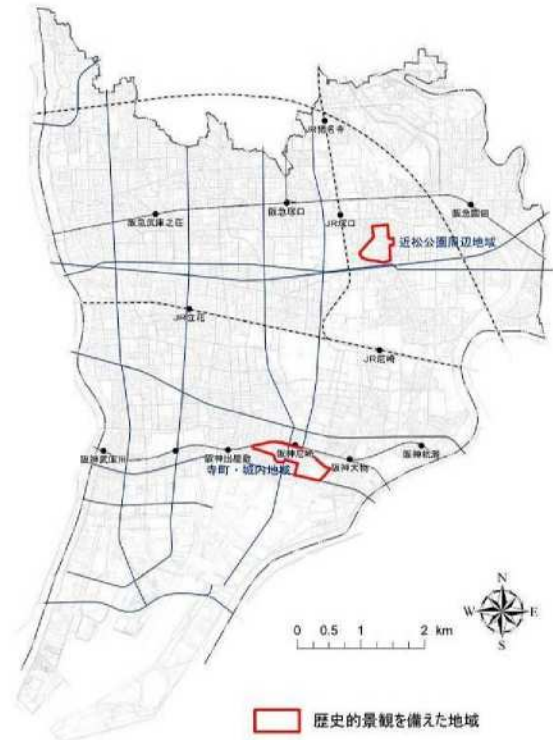 JR猪名寺
阪急塚口
阪急園田
阪急武庫之荘
JR塚口
近松公園周辺地域
JR立花
JR尼崎
阪神武庫川
阪神出屋敷
阪神尼崎
阪神大物
阪神杭瀬
寺町・城内地域
N
W
E
S
0 0.5 1 2 km
歴史的景観を備えた地域